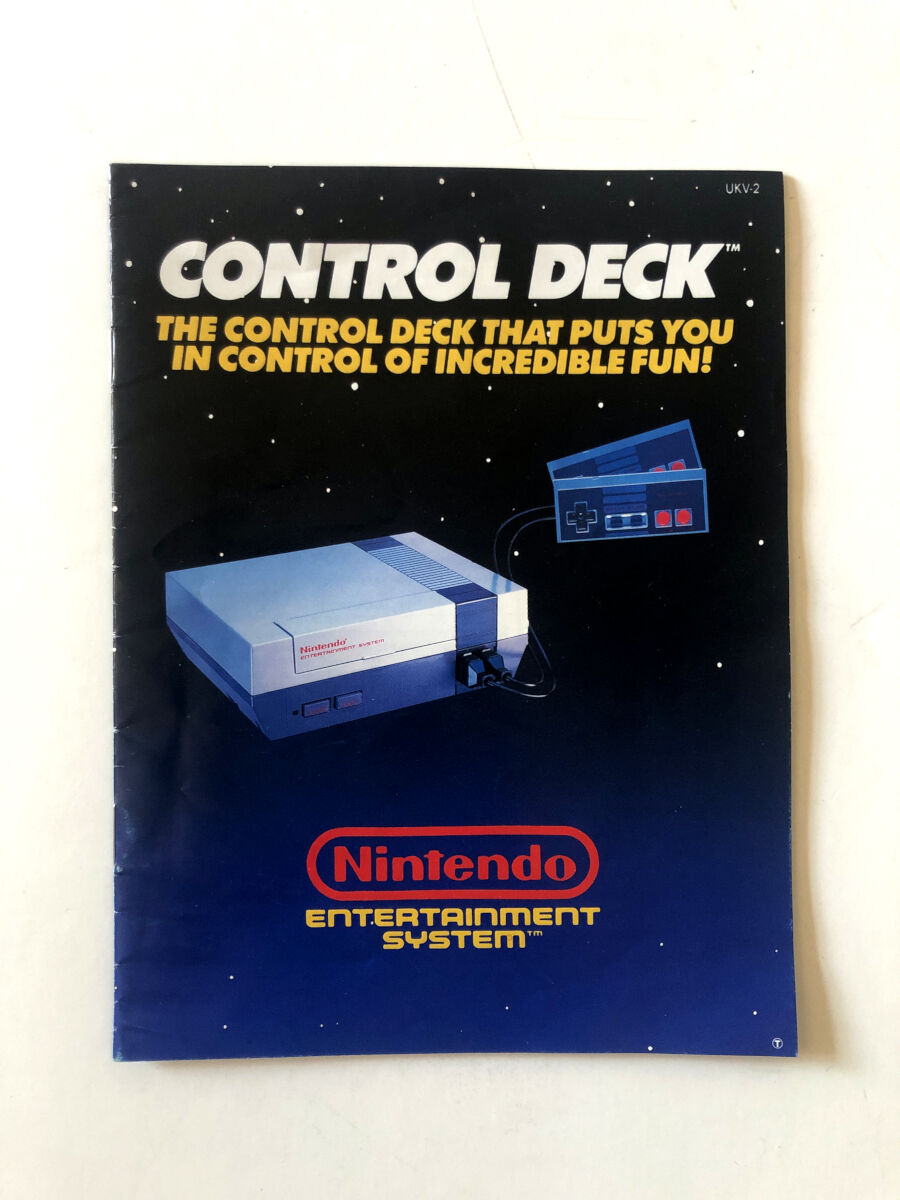 UKV-2
CONTROL DECK™
THE CONTROL DECK THAT PUTS YOU
IN CONTROL OF INCREDIBLE FUN!
Nintendo®
ENTERTAINMENT SYSTEM
Nintendo
ENTERTAINMENT
SYSTEM™
T